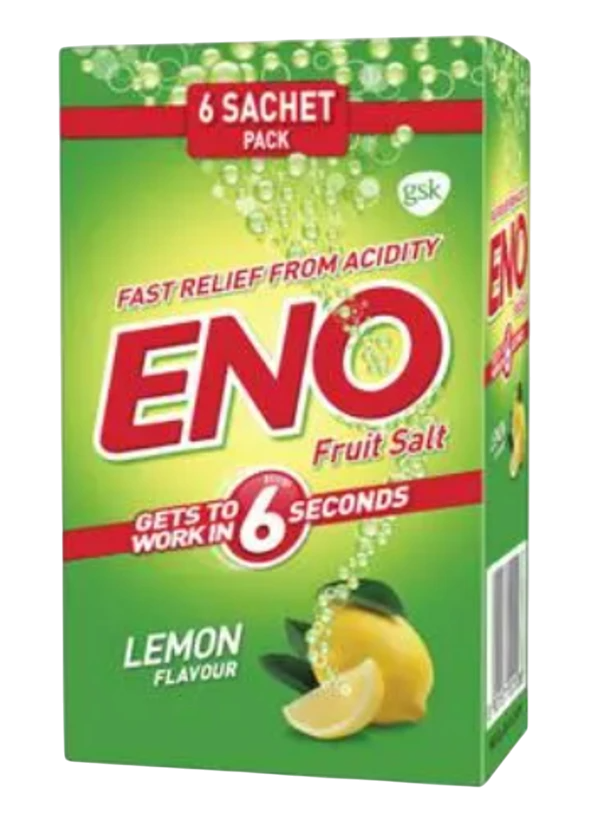 6 SACHET
PACK
gsk
FAST RELIEF FROM ACIDITY
ENO
Fruit Salt
GETS TO
WORK IN 6 SECONDS
LEMON
FLAVOUR
ENO
6